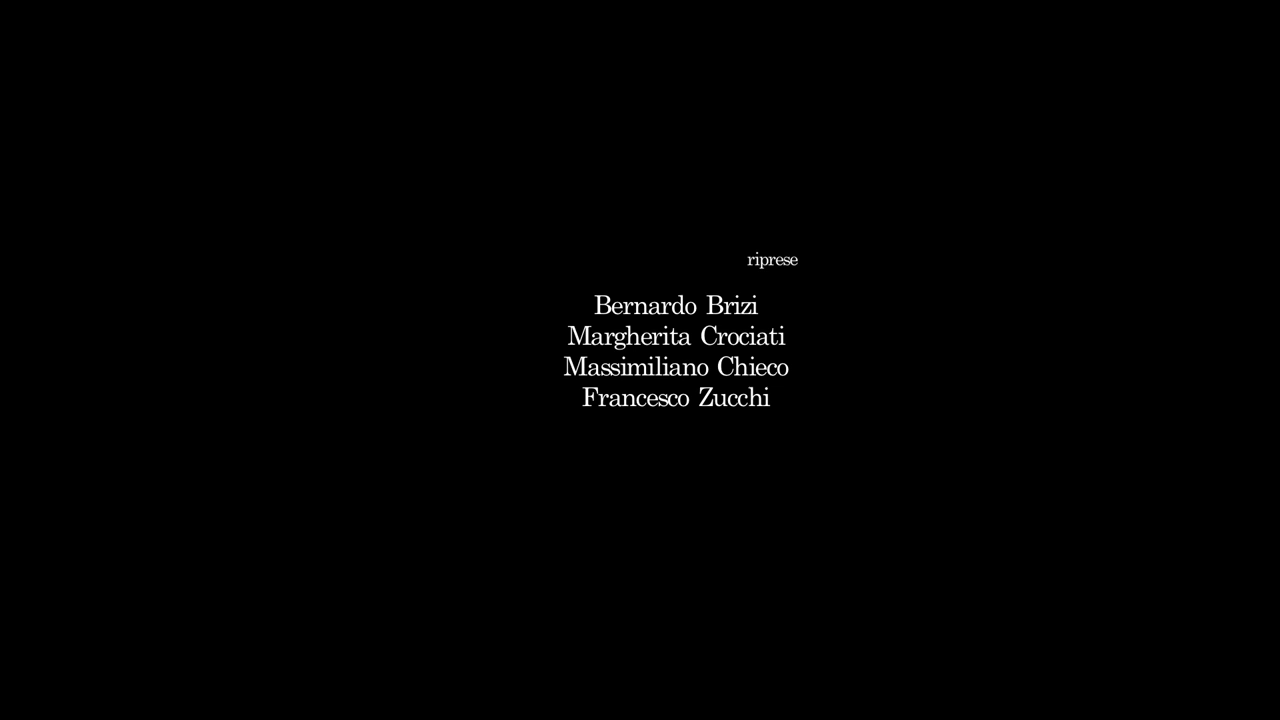 riprese
Bernardo Brizi
Margherita Crociati
Massimiliano Chieco
Francesco Zucchi